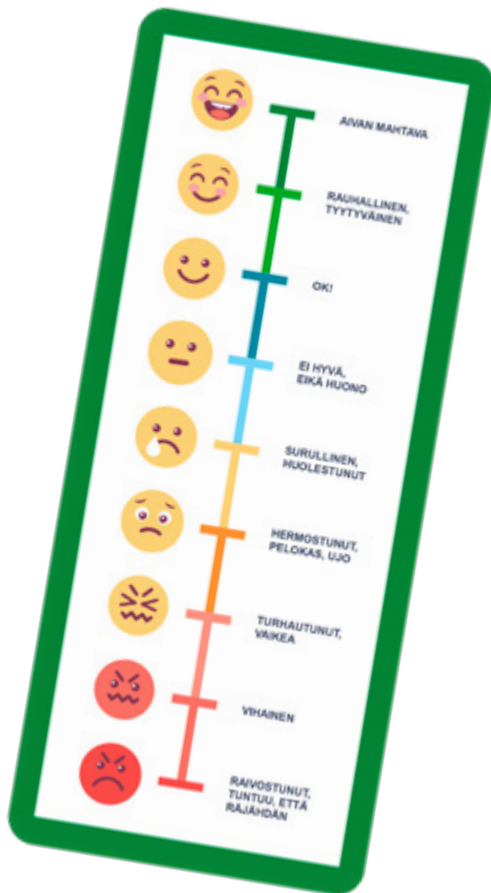 AIVAN MAHTAVA
RAUHALLINEN,
TYYTYVÄINEN
OK!
EI HYVÄ,
EIKÄ HUONO
SURULLINEN,
HUOLESTUNUT
HERMOSTUNUT,
PELOKAS, UJO
TURHAUTUNUT,
VAIKEA
VIHAINEN
RAIVOSTUNUT,
TUNTUU, ETTÄ
RÄJÄHDÄN